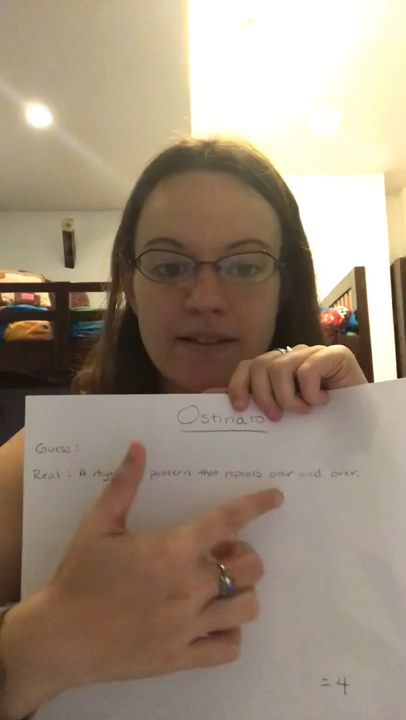 Ostinato
Guess:
Real: A pattern that repeats over and over.
= 4